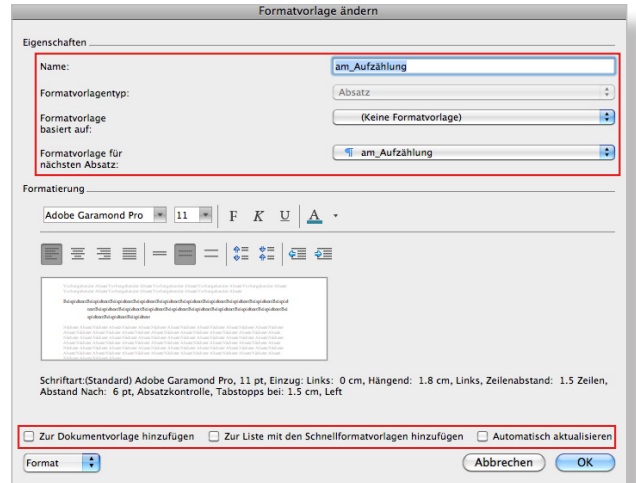 Formatvorlage ändern
Eigenschaften
Name: am_Aufzählung
Formatvorlagentyp: Absatz
Formatvorlage basiert auf: (Keine Formatvorlage)
Formatvorlage für nächsten Absatz: ¶ am_Aufzählung
Formatierung
Adobe Garamond Pro 11 F K U A
Schriftart:(Standard) Adobe Garamond Pro, 11 pt, Einzug: Links: 0 cm, Hängend: 1.8 cm, Links, Zeilenabstand: 1.5 Zeilen,
Abstand Nach: 6 pt, Absatzkontrolle, Tabstopps bei: 1.5 cm, Left
Zur Dokumentvorlage hinzufügen Zur Liste mit den Schnellformatvorlagen hinzufügen Automatisch aktualisieren
Format Abbrechen OK